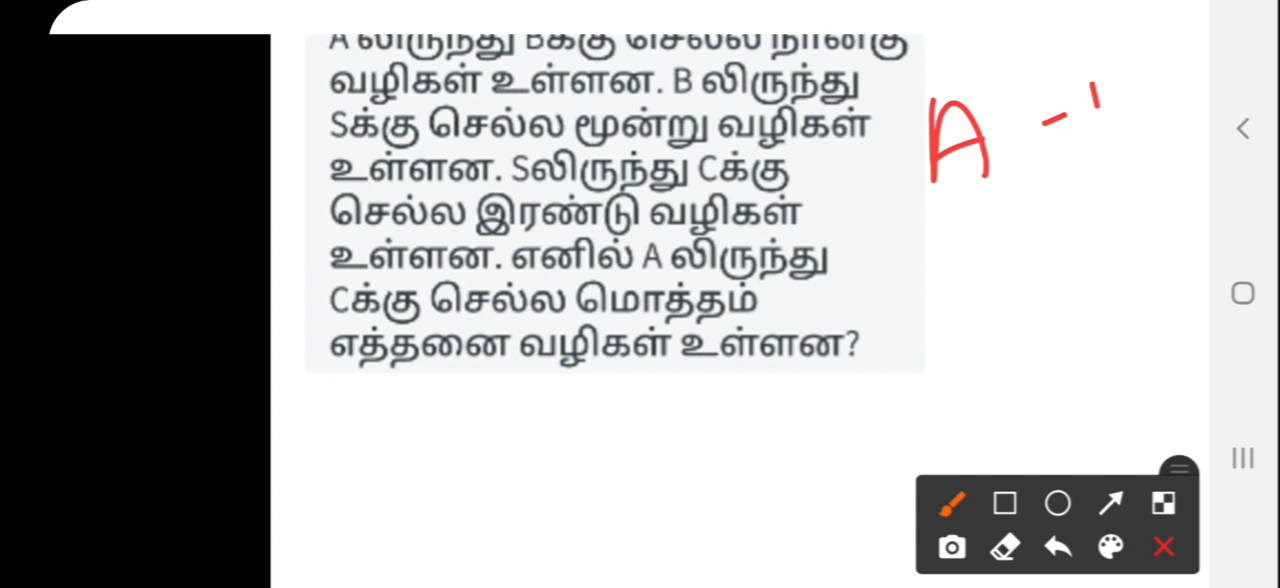 A லிருந்து Bக்கு செல்ல நான்கு
வழிகள் உள்ளன. B லிருந்து
Sக்கு செல்ல மூன்று வழிகள்
உள்ளன. Sலிருந்து Cக்கு
செல்ல இரண்டு வழிகள்
உள்ளன. எனில் A லிருந்து
Cக்கு செல்ல மொத்தம்
எத்தனை வழிகள் உள்ளன?
A - '